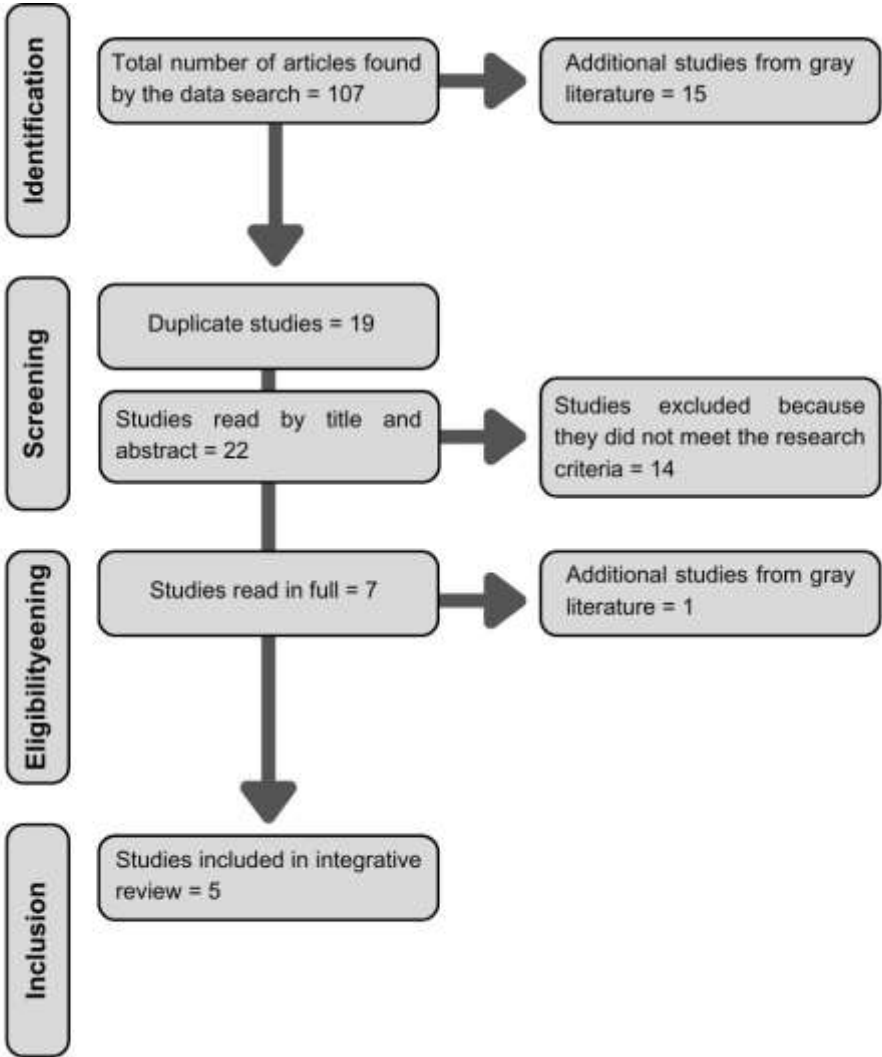 Identification
Total number of articles found
by the data search = 107
Additional studies from gray
literature = 15
Screening
Duplicate studies = 19
Studies read by title and
abstract = 22
Studies excluded because
they did not meet the research
criteria = 14
Eligibilityeening
Studies read in full = 7
Additional studies from gray
literature = 1
Inclusion
Studies included in integrative
review = 5